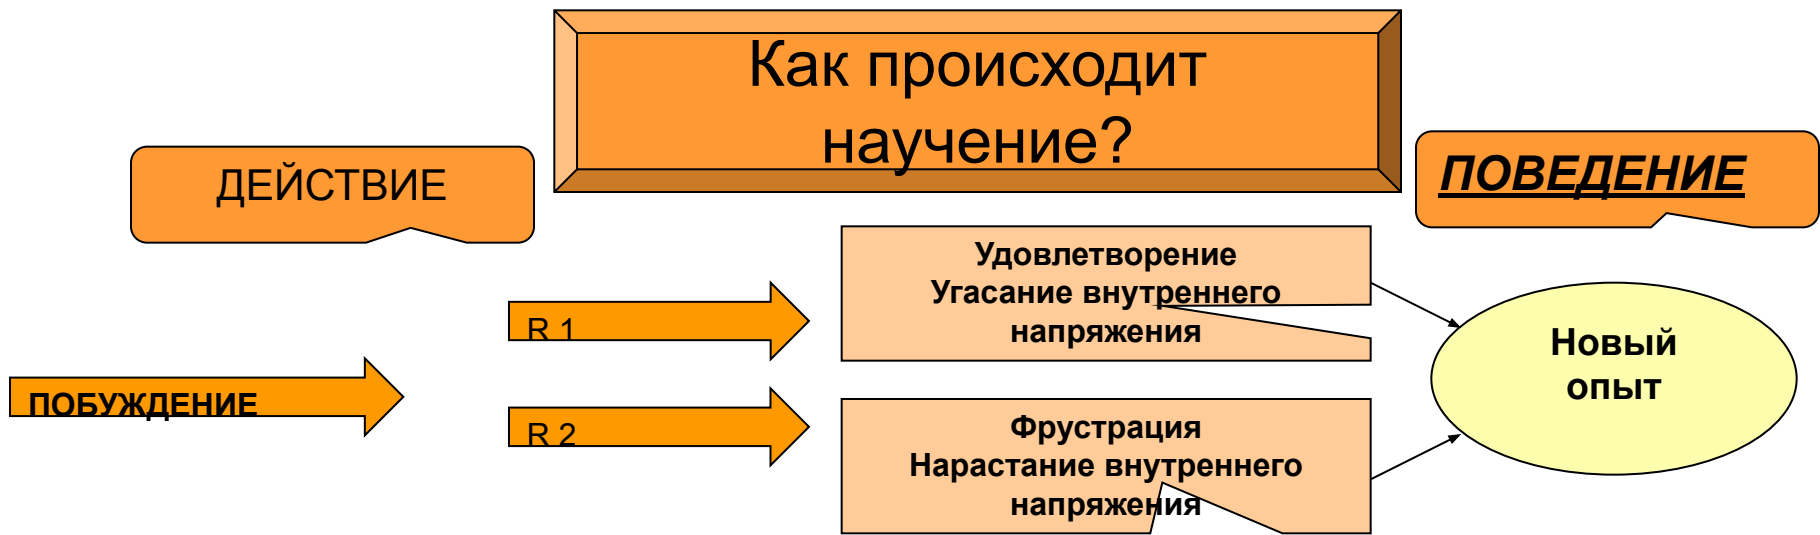 Как происходит
научение?
ДЕЙСТВИЕ
ПОВЕДЕНИЕ
ПОБУЖДЕНИЕ
R 1
R 2
Удовлетворение
Угасание внутреннего
напряжения
Фрустрация
Нарастание внутреннего
напряжения
Новый
опыт